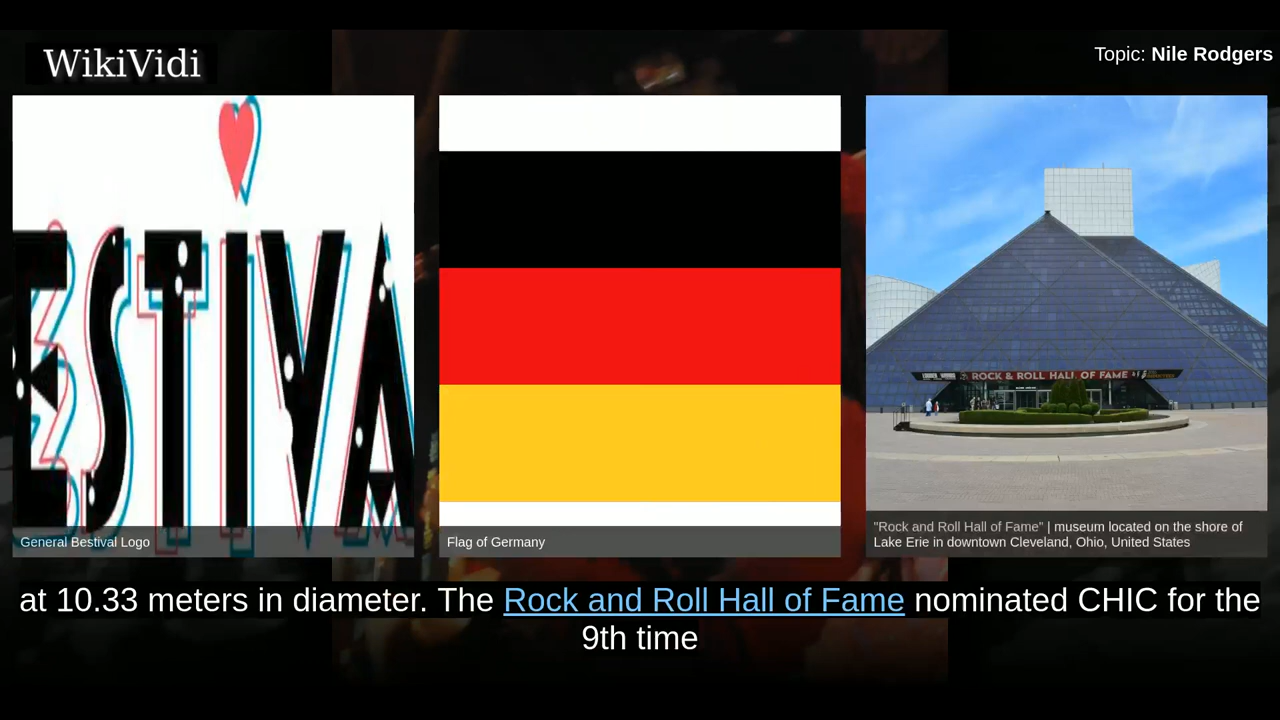 WikiVidi
Topic: Nile Rodgers
ESTIVA
General Bestival Logo
Flag of Germany
ROCK & ROLL HALL OF FAME
"Rock and Roll Hall of Fame" | museum located on the shore of
Lake Erie in downtown Cleveland, Ohio, United States
at 10.33 meters in diameter. The Rock and Roll Hall of Fame nominated CHIC for the
9th time